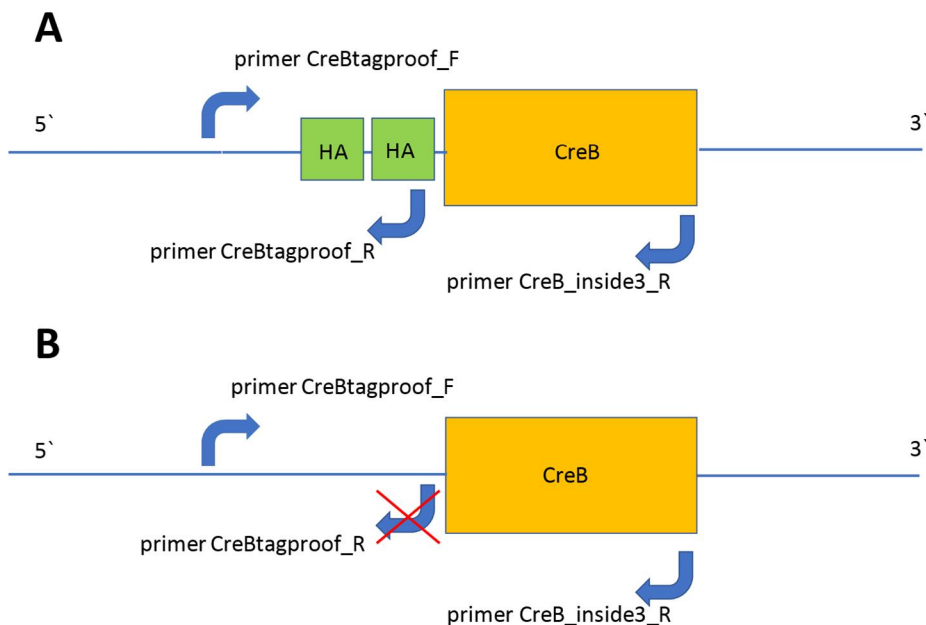 A
primer CreBtagproof_F
5`
3`
HA
HA
CreB
primer CreBtagproof_R
primer CreB_inside3_R
B
primer CreBtagproof_F
5`
3`
CreB
primer CreBtagproof_R
primer CreB_inside3_R